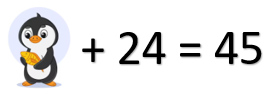 + 24 = 45